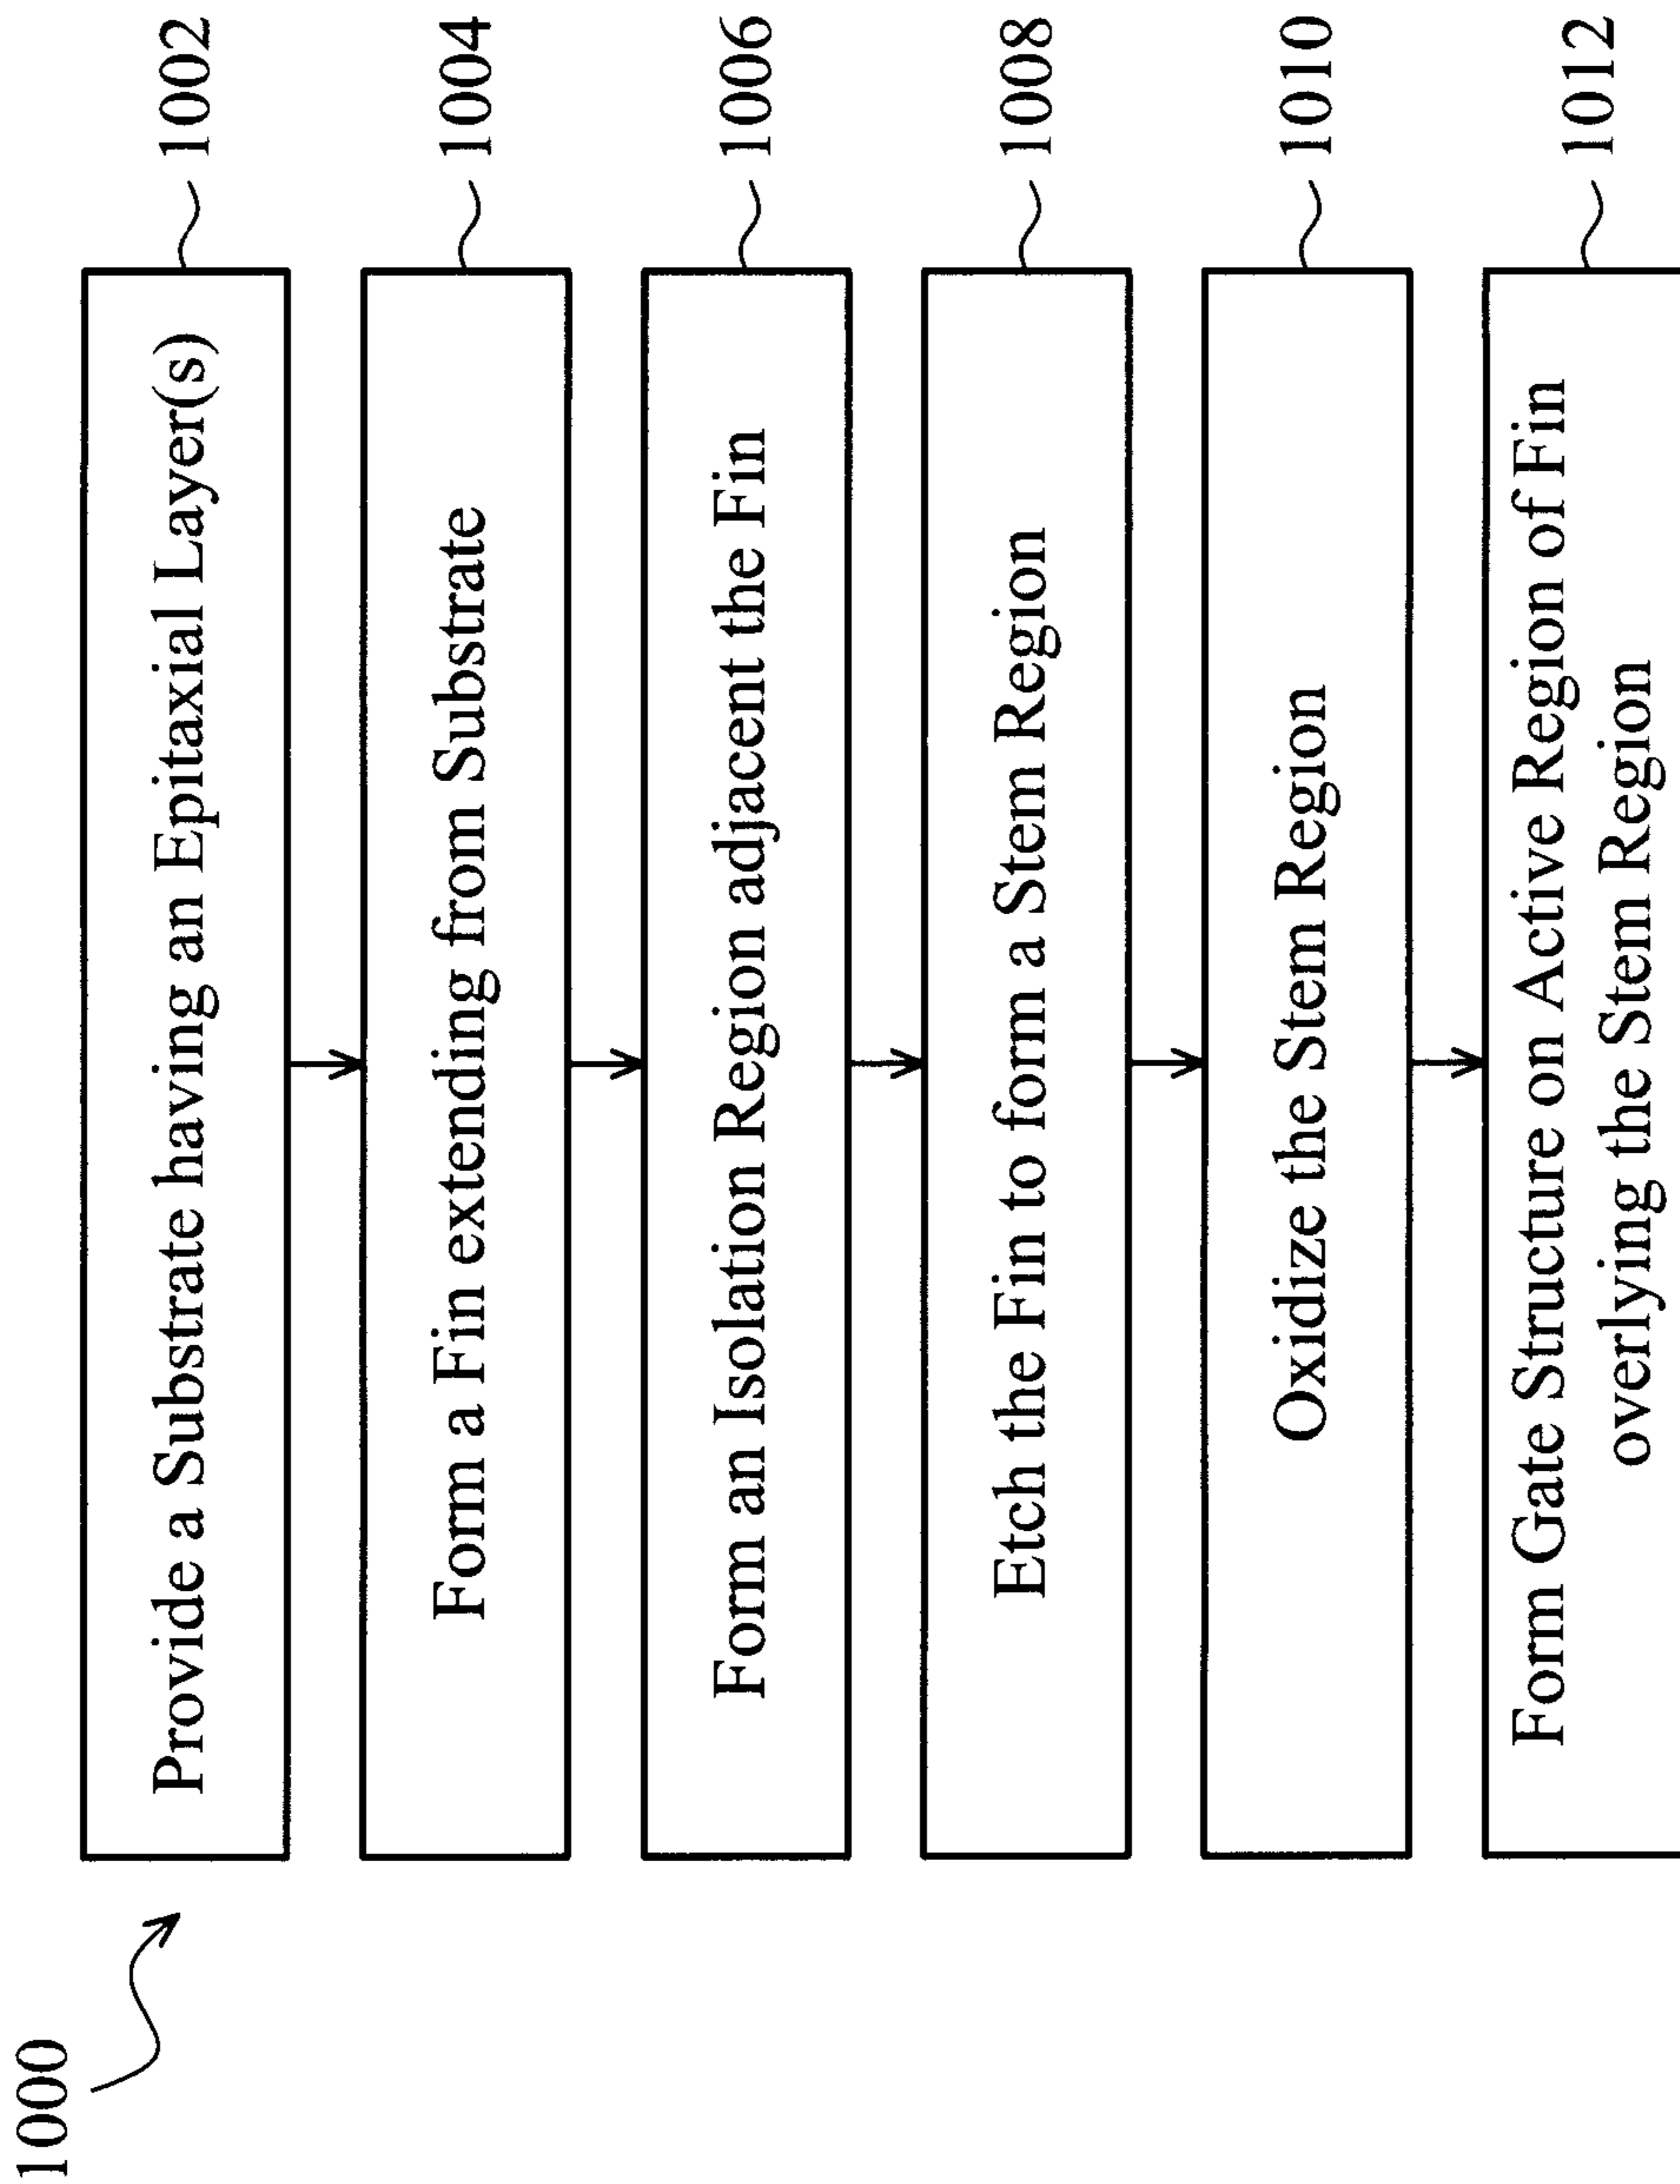 1000
Provide a Substrate having an Epitaxial Layer(s)
1002
Form a Fin extending from Substrate
1004
Form an Isolation Region adjacent the Fin
1006
Etch the Fin to form a Stem Region
1008
Oxidize the Stem Region
1010
Form Gate Structure on Active Region of Fin
overlying the Stem Region
1012